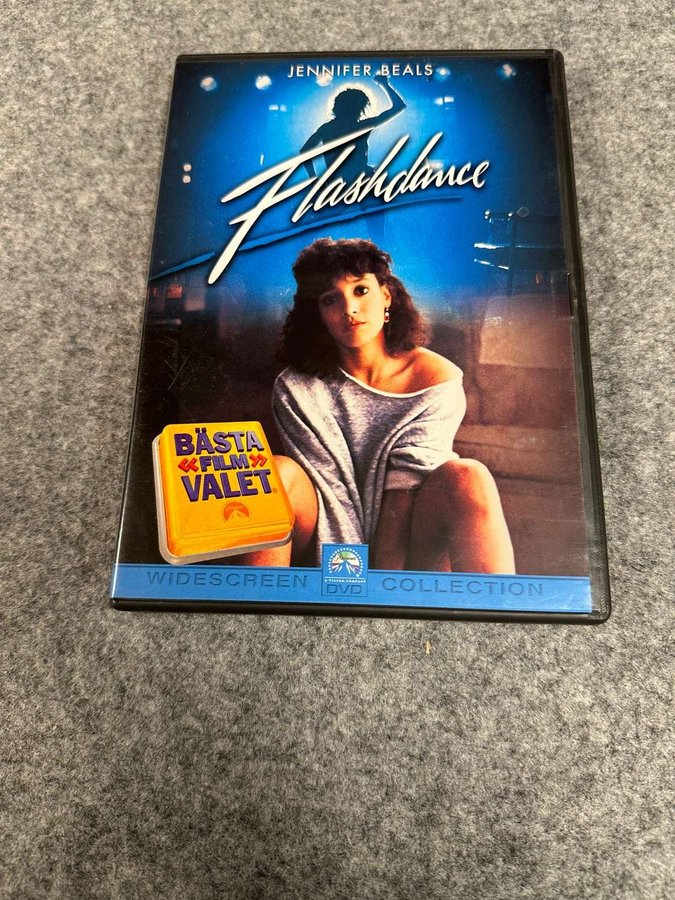 JENNIFER BEALS
Flashdance
BÄSTA
«FILM»
VALET®
WIDESCREEN
DVD
COLLECTION